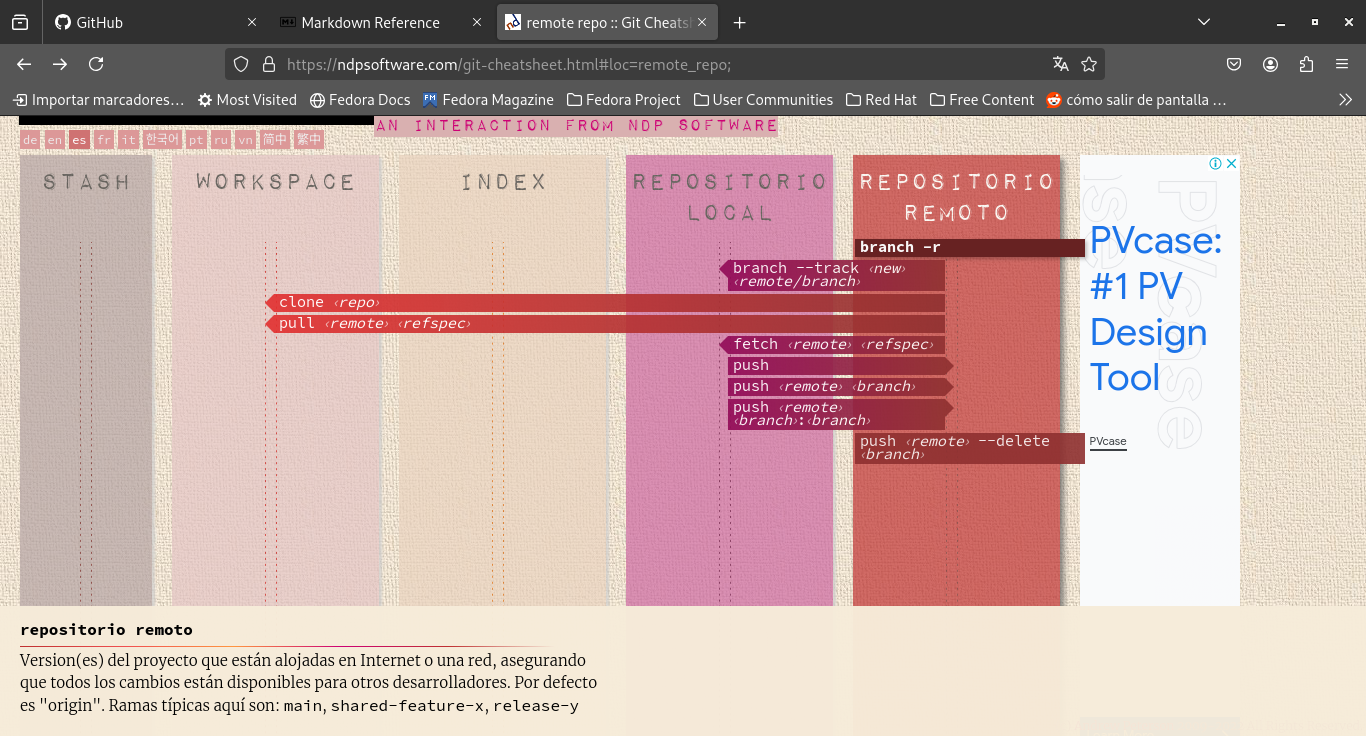 GitHub
Markdown Reference
remote repo :: Git Cheats
https://ndpsoftware.com/git-cheatsheet.html#loc=remote_repo;
Importar marcadores… Most Visited Fedora Docs Fedora Magazine Fedora Project User Communities Red Hat Free Content cómo salir de pantalla …
AN INTERACTION FROM NDP SOFTWARE
de en es fr it 한국어 pt ru vn 简中 繁中
STASH
WORKSPACE
INDEX
REPOSITORIO
LOCAL
REPOSITORIO
REMOTO
branch -r
branch --track ‹new›
‹remote/branch›
clone ‹repo›
pull ‹remote› ‹refspec›
fetch ‹remote› ‹refspec›
push
push ‹remote› ‹branch›
push ‹remote›
‹branch›:‹branch›
push ‹remote› --delete
‹branch›
PVcase
PVcase:
#1 PV
Design
Tool
PVcase
repositorio remoto
Version(es) del proyecto que están alojadas en Internet o una red, asegurando
que todos los cambios están disponibles para otros desarrolladores. Por defecto
es "origin". Ramas típicas aquí son: main, shared-feature-x, release-y